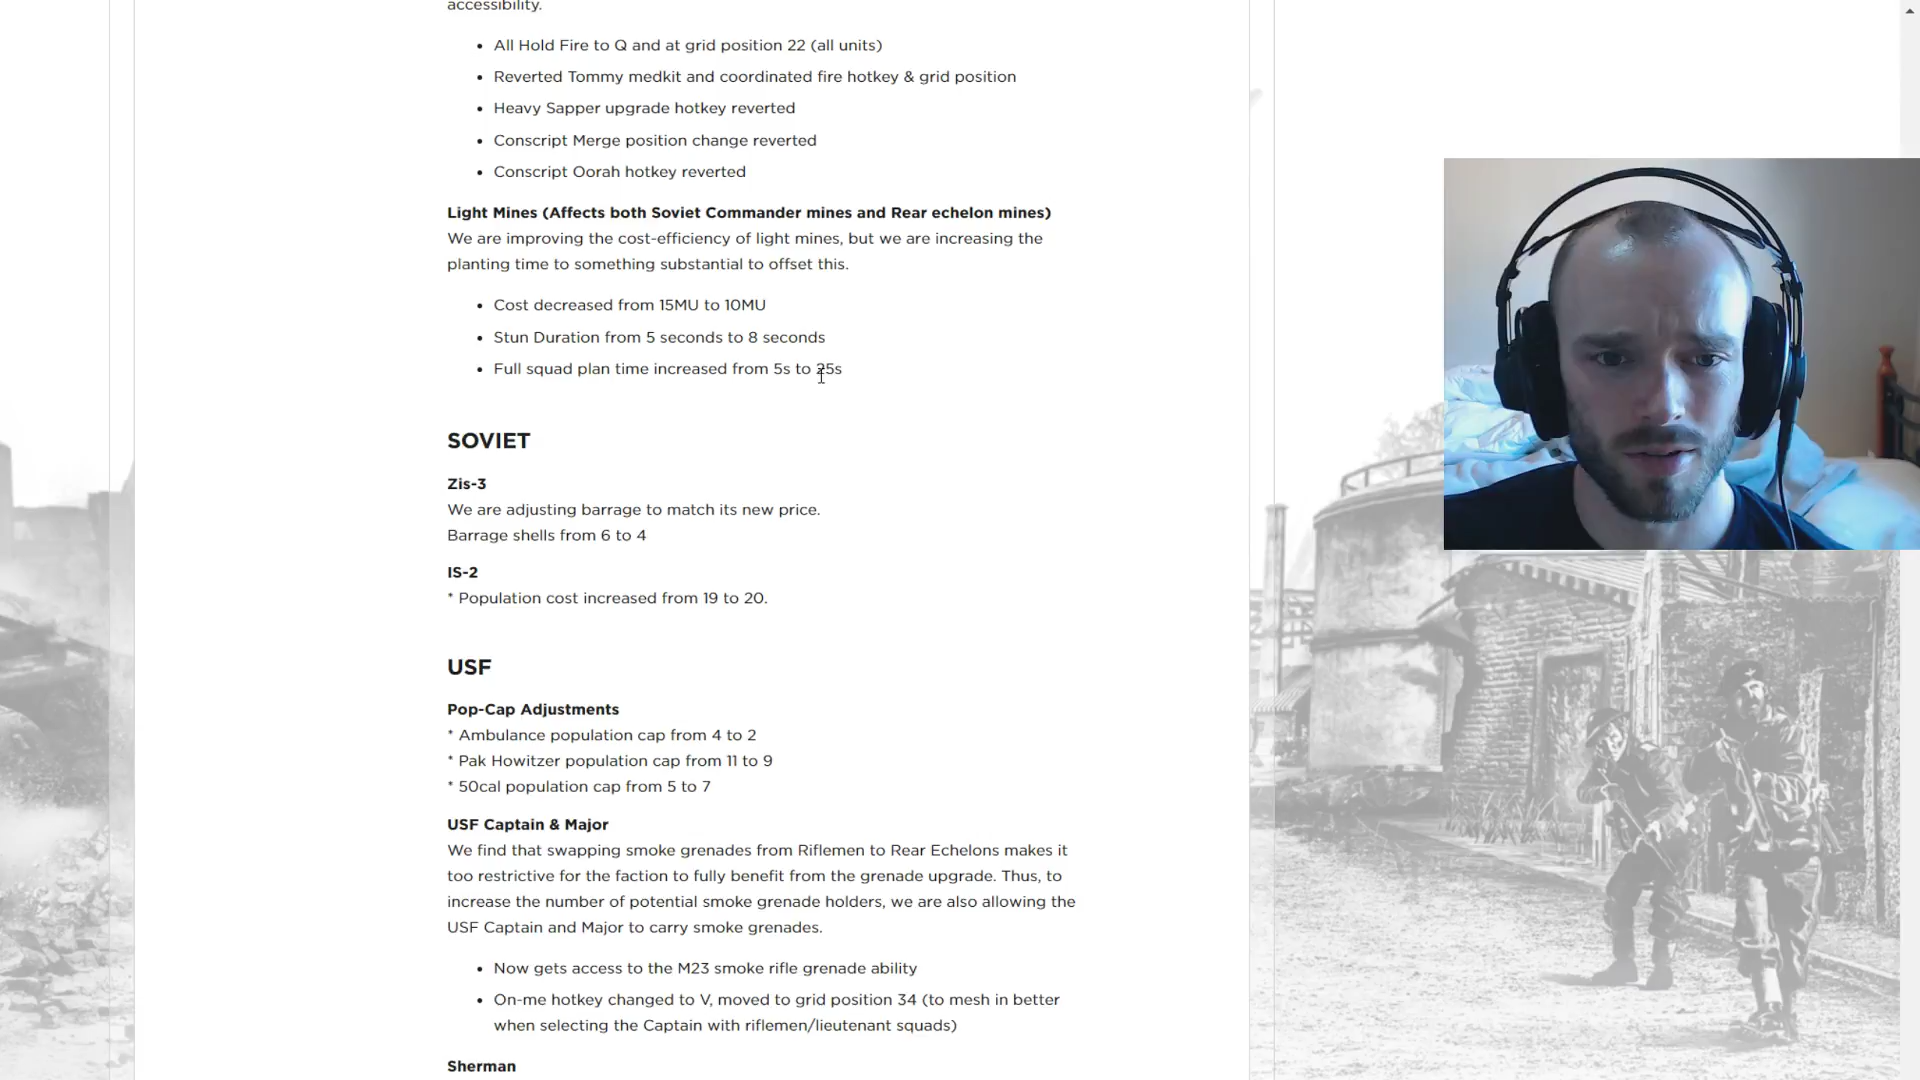 accessibility.
• All Hold Fire to Q and at grid position 22 (all units)
• Reverted Tommy medkit and coordinated fire hotkey & grid position
• Heavy Sapper upgrade hotkey reverted
• Conscript Merge position change reverted
• Conscript Oorah hotkey reverted
Light Mines (Affects both Soviet Commander mines and Rear echelon mines)
We are improving the cost-efficiency of light mines, but we are increasing the
planting time to something substantial to offset this.
• Cost decreased from 15MU to 10MU
• Stun Duration from 5 seconds to 8 seconds
• Full squad plan time increased from 5s to 25s
SOVIET
Zis-3
We are adjusting barrage to match its new price.
Barrage shells from 6 to 4
IS-2
* Population cost increased from 19 to 20.
USF
Pop-Cap Adjustments
* Ambulance population cap from 4 to 2
* Pak Howitzer population cap from 11 to 9
* 50cal population cap from 5 to 7
USF Captain & Major
We find that swapping smoke grenades from Riflemen to Rear Echelons makes it
too restrictive for the faction to fully benefit from the grenade upgrade. Thus, to
increase the number of potential smoke grenade holders, we are also allowing the
USF Captain and Major to carry smoke grenades.
• Now gets access to the M23 smoke rifle grenade ability
• On-me hotkey changed to V, moved to grid position 34 (to mesh in better
when selecting the Captain with riflemen/lieutenant squads)
Sherman